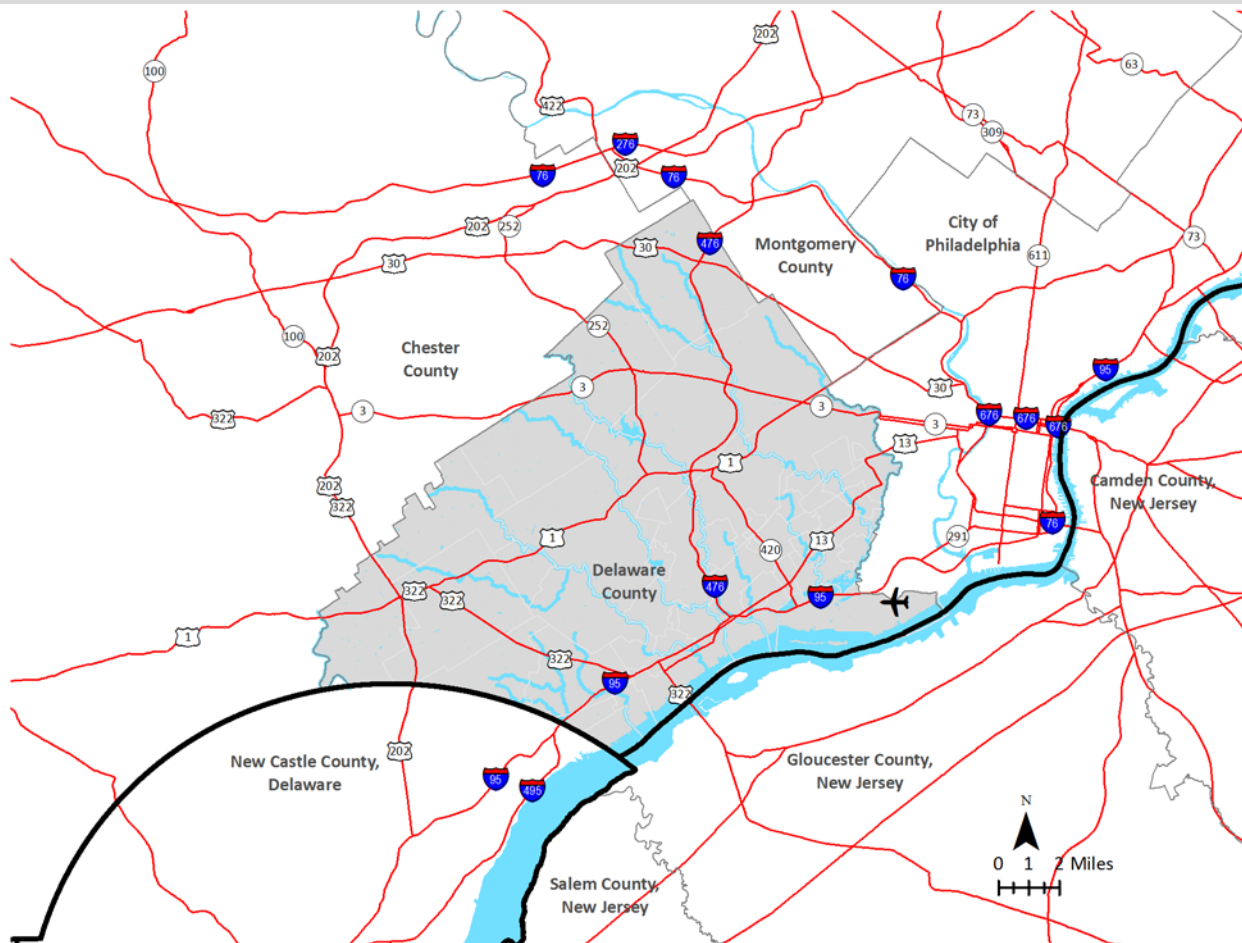 202
100
63
422
73
309
276
202
76
76
City of
Philadelphia
202
252
73
Montgomery
County
476
30
611
30
76
252
100
Chester
County
202
95
3
30
3
322
3
676
676
676
3
13
1
Camden County,
New Jersey
202
322
76
1
13
291
420
Delaware
County
476
322
95
322
1
322
95
322
New Castle County,
Delaware
202
Gloucester County,
New Jersey
95
495
N
0 1 2 Miles
Salem County,
New Jersey